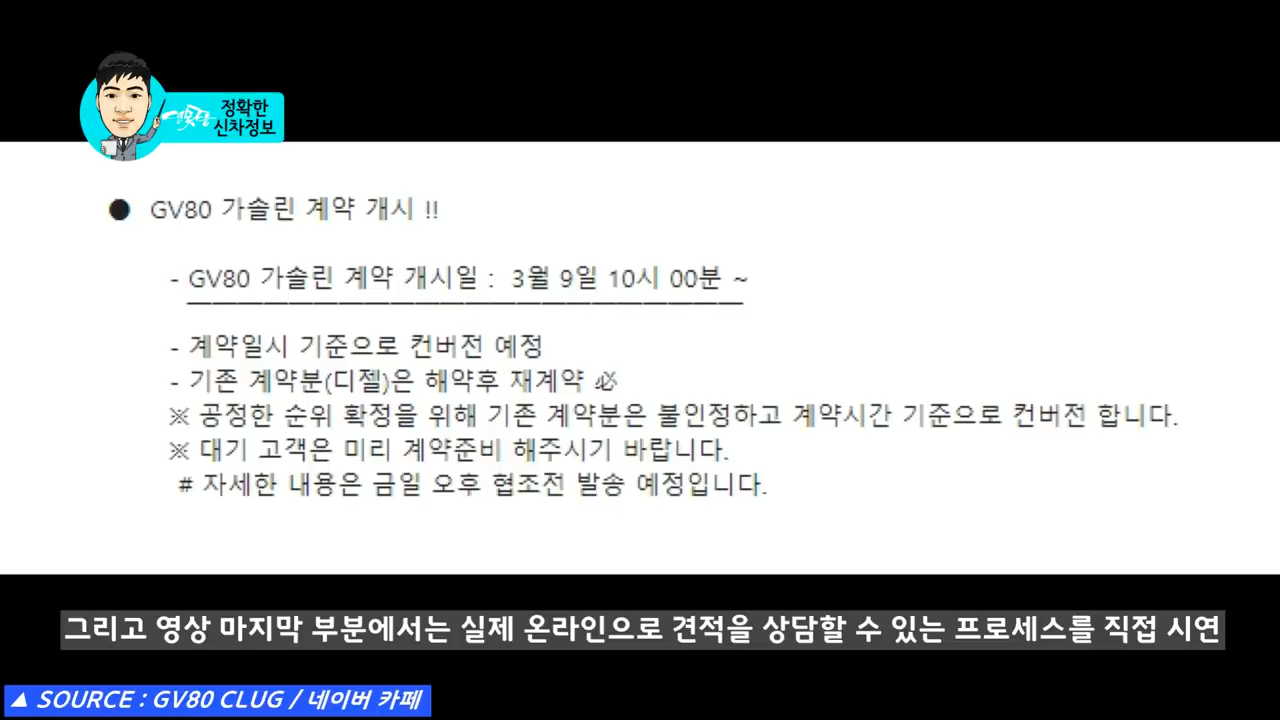 정확한
신차정보
● GV80 가솔린 계약 개시 !!
- GV80 가솔린 계약 개시일 : 3월 9일 10시 00분 ~
- 계약일시 기준으로 컨버전 예정
- 기존 계약분(디젤)은 해약후 재계약 必
※ 공정한 순위 확정을 위해 기존 계약분은 불인정하고 계약시간 기준으로 컨버전 합니다.
※ 대기 고객은 미리 계약준비 해주시기 바랍니다.
# 자세한 내용은 금일 오후 협조전 발송 예정입니다.
그리고 영상 마지막 부분에서는 실제 온라인으로 견적을 상담할 수 있는 프로세스를 직접 시연
▲ SOURCE : GV80 CLUG / 네이버 카페